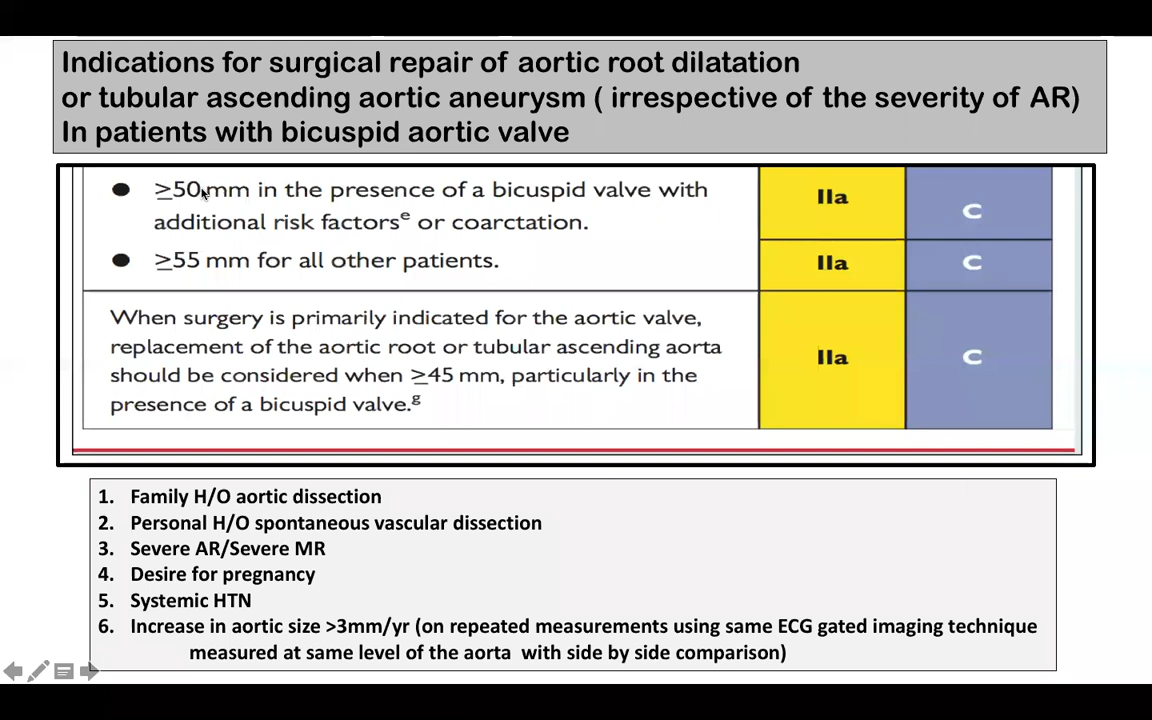 Indications for surgical repair of aortic root dilatation
or tubular ascending aortic aneurysm ( irrespective of the severity of AR)
In patients with bicuspid aortic valve
● ≥50 mm in the presence of a bicuspid valve with
additional risk factorsᵉ or coarctation.
IIa
C
● ≥55 mm for all other patients.
IIa
C
When surgery is primarily indicated for the aortic valve,
replacement of the aortic root or tubular ascending aorta
should be considered when ≥45 mm, particularly in the
presence of a bicuspid valve.ᵍ
IIa
C
1. Family H/O aortic dissection
2. Personal H/O spontaneous vascular dissection
3. Severe AR/Severe MR
4. Desire for pregnancy
5. Systemic HTN
6. Increase in aortic size >3mm/yr (on repeated measurements using same ECG gated imaging technique
measured at same level of the aorta with side by side comparison)